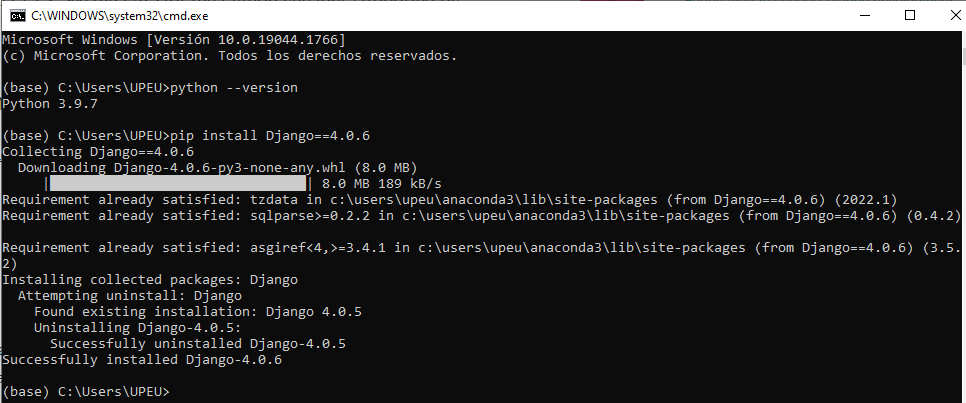 C:\WINDOWS\system32\cmd.exe
Microsoft Windows [Versión 10.0.19044.1766]
(c) Microsoft Corporation. Todos los derechos reservados.
(base) C:\Users\UPEU>python --version
Python 3.9.7
(base) C:\Users\UPEU>pip install Django==4.0.6
Collecting Django==4.0.6
Downloading Django-4.0.6-py3-none-any.whl (8.0 MB)
| | 8.0 MB 189 kB/s
Requirement already satisfied: tzdata in c:\users\upeu\anaconda3\lib\site-packages (from Django==4.0.6) (2022.1)
Requirement already satisfied: sqlparse>=0.2.2 in c:\users\upeu\anaconda3\lib\site-packages (from Django==4.0.6) (0.4.2)
Requirement already satisfied: asgiref<4,>=3.4.1 in c:\users\upeu\anaconda3\lib\site-packages (from Django==4.0.6) (3.5.
2)
Installing collected packages: Django
Attempting uninstall: Django
Found existing installation: Django 4.0.5
Uninstalling Django-4.0.5:
Successfully uninstalled Django-4.0.5
Successfully installed Django-4.0.6
(base) C:\Users\UPEU>